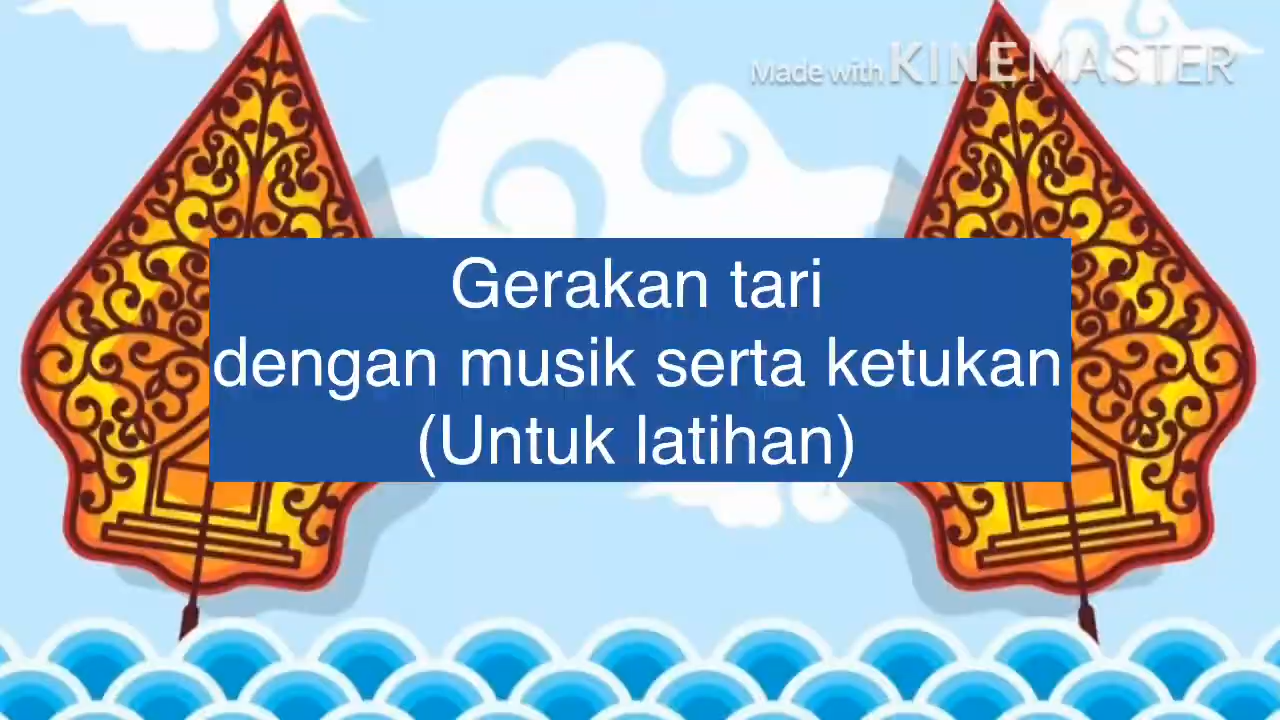 Made with KINEMASTER
Gerakan tari
dengan musik serta ketukan
(Untuk latihan)